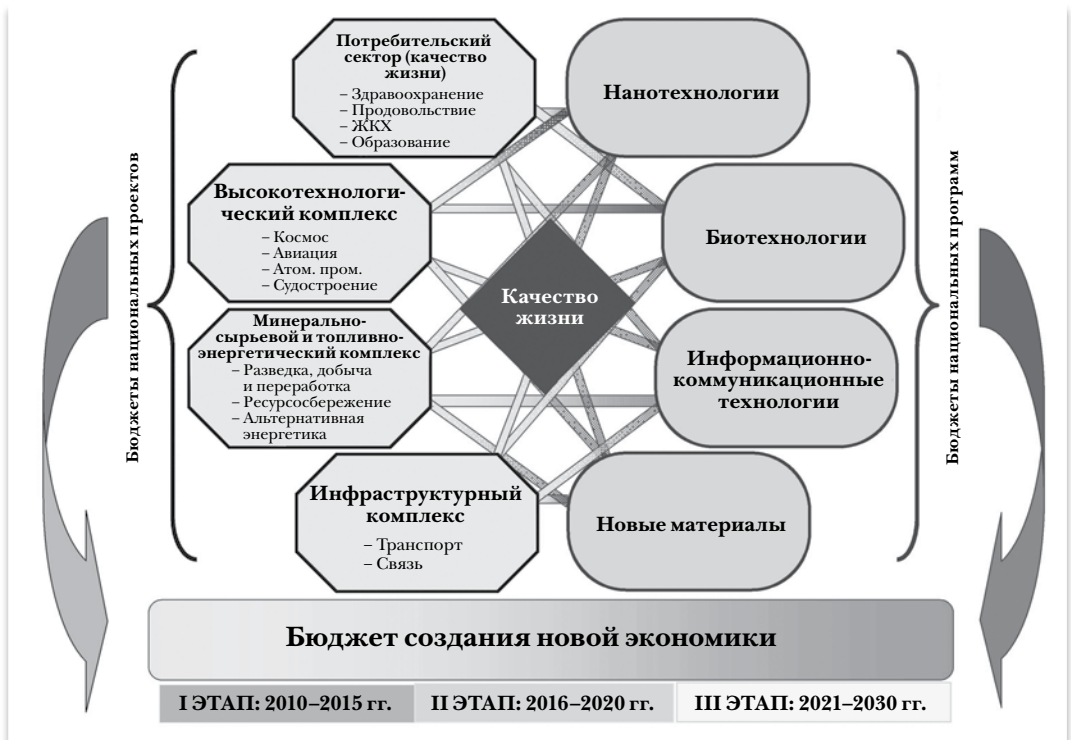 Бюджеты национальных проектов
Потребительский
сектор (качество
жизни)
– Здравоохранение
– Продовольствие
– ЖКХ
– Образование
Высокотехнологи-
ческий комплекс
– Космос
– Авиация
– Атом. пром.
– Судостроение
Минерально-
сырьевой и топливно-
энергетический комплекс
– Разведка, добыча
и переработка
– Ресурсосбережение
– Альтернативная
энергетика
Инфраструктурный
комплекс
– Транспорт
– Связь
Качество
жизни
Нанотехнологии
Биотехнологии
Информационно-
коммуникационные
технологии
Новые материалы
Бюджеты национальных программ
Бюджет создания новой экономики
I ЭТАП: 2010–2015 гг.
II ЭТАП: 2016–2020 гг.
III ЭТАП: 2021–2030 гг.